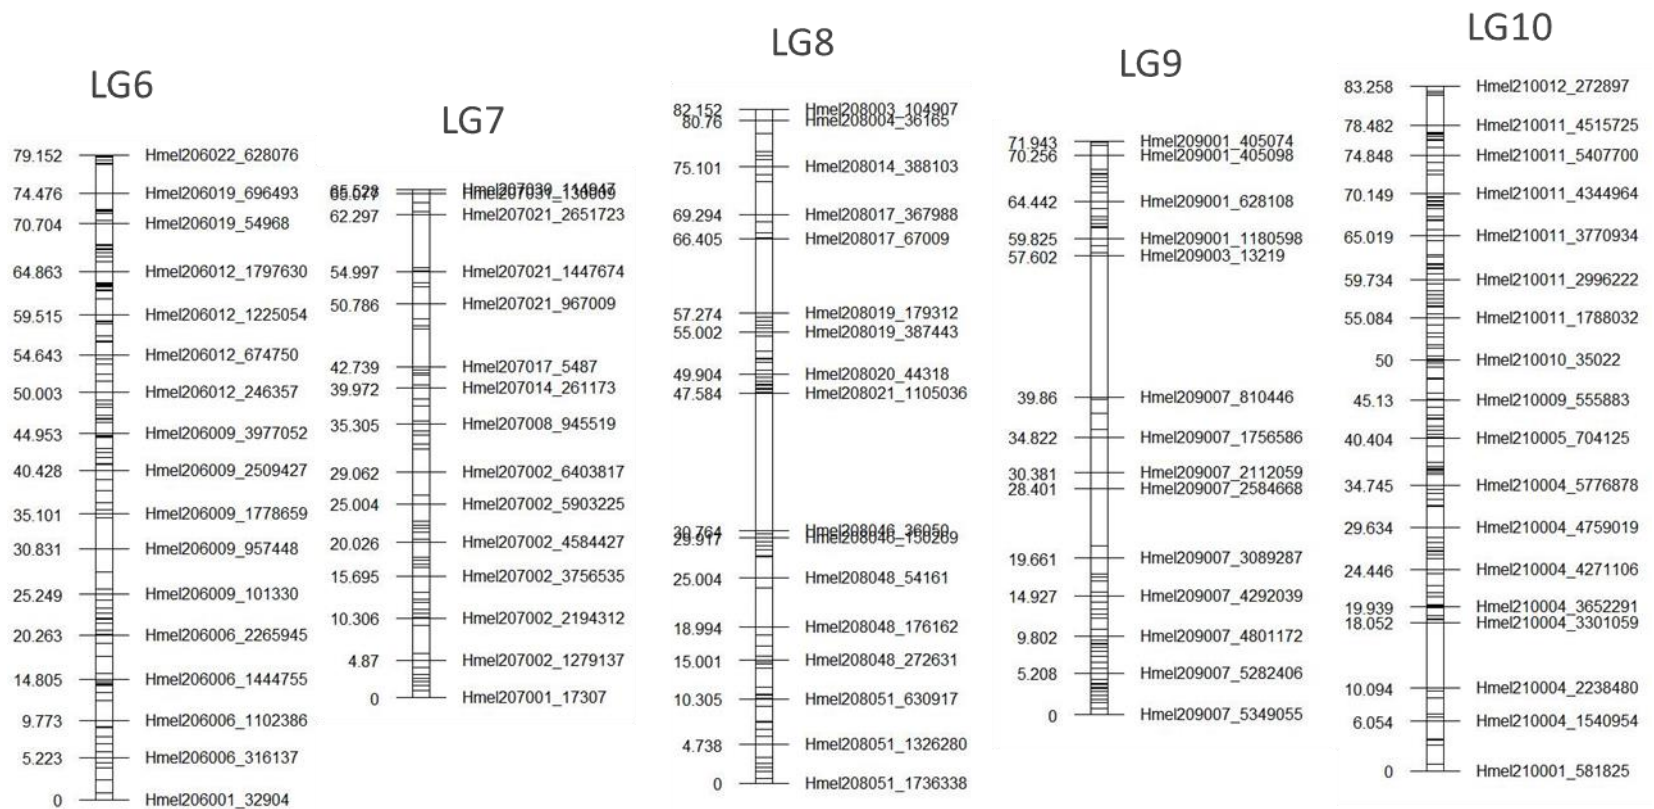 LG6
79.152 Hmel206022_628076
74.476 Hmel206019_696493
70.704 Hmel206019_54968
64.863 Hmel206012_1797630
59.515 Hmel206012_1225054
54.643 Hmel206012_674750
50.003 Hmel206012_246357
44.953 Hmel206009_3977052
40.428 Hmel206009_2509427
35.101 Hmel206009_1778659
30.831 Hmel206009_957448
25.249 Hmel206009_101330
20.263 Hmel206006_2265945
14.805 Hmel206006_1444755
9.773 Hmel206006_1102386
5.223 Hmel206006_316137
0 Hmel206001_32904
LG7
62.297 Hmel207021_2651723
54.997 Hmel207021_1447674
50.786 Hmel207021_967009
42.739 Hmel207017_5487
39.972 Hmel207014_261173
35.305 Hmel207008_945519
29.062 Hmel207002_6403817
25.004 Hmel207002_5903225
20.026 Hmel207002_4584427
15.695 Hmel207002_3756535
10.306 Hmel207002_2194312
4.87 Hmel207002_1279137
0 Hmel207001_17307
LG8
82.152 Hmel208003_104907
80.76 Hmel208004_36165
75.101 Hmel208014_388103
69.294 Hmel208017_367988
66.405 Hmel208017_67009
57.274 Hmel208019_179312
55.002 Hmel208019_387443
49.904 Hmel208020_44318
47.584 Hmel208021_1105036
30.764 Hmel208046_36050
29.917
25.004 Hmel208048_54161
18.994 Hmel208048_176162
15.001 Hmel208048_272631
10.305 Hmel208051_630917
4.738 Hmel208051_1326280
0 Hmel208051_1736338
LG9
71.943 Hmel209001_405074
70.256 Hmel209001_405098
64.442 Hmel209001_628108
59.825 Hmel209001_1180598
57.602 Hmel209003_13219
39.86 Hmel209007_810446
34.822 Hmel209007_1756586
30.381 Hmel209007_2112059
28.401 Hmel209007_2584668
19.661 Hmel209007_3089287
14.927 Hmel209007_4292039
9.802 Hmel209007_4801172
5.208 Hmel209007_5282406
0 Hmel209007_5349055
LG10
83.258 Hmel210012_272897
78.482 Hmel210011_4515725
74.848 Hmel210011_5407700
70.149 Hmel210011_4344964
65.019 Hmel210011_3770934
59.734 Hmel210011_2996222
55.084 Hmel210011_1788032
50 Hmel210010_35022
45.13 Hmel210009_555883
40.404 Hmel210005_704125
34.745 Hmel210004_5776878
29.634 Hmel210004_4759019
24.446 Hmel210004_4271106
19.939 Hmel210004_3652291
18.052 Hmel210004_3301059
10.094 Hmel210004_2238480
6.054 Hmel210004_1540954
0 Hmel210001_581825